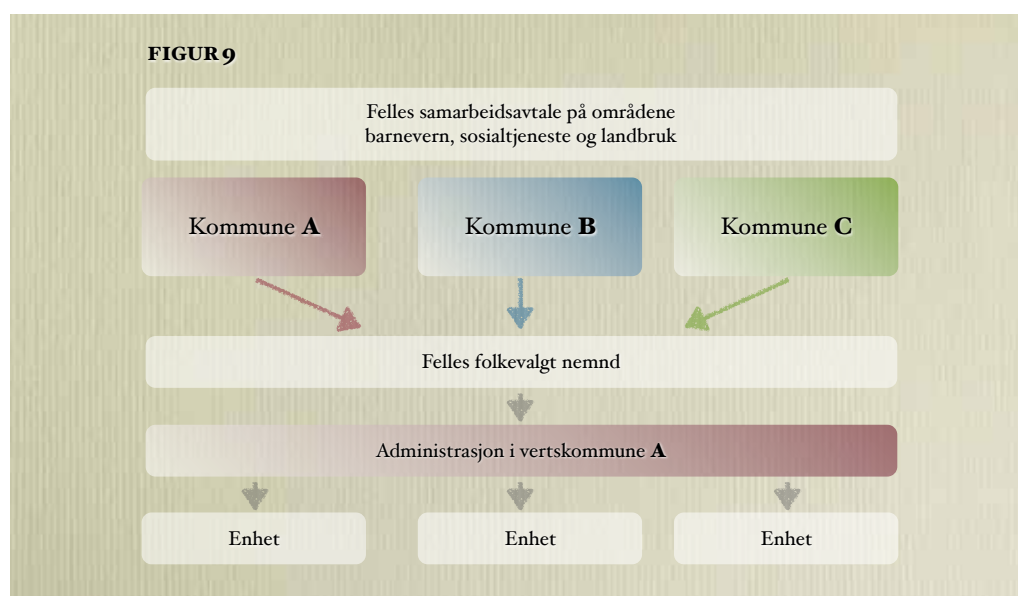 FIGUR 9
Felles samarbeidsavtale på områdene
barnevern, sosialtjeneste og landbruk
Kommune A
Kommune B
Kommune C
Felles folkevalgt nemnd
Administrasjon i vertskommune A
Enhet
Enhet
Enhet